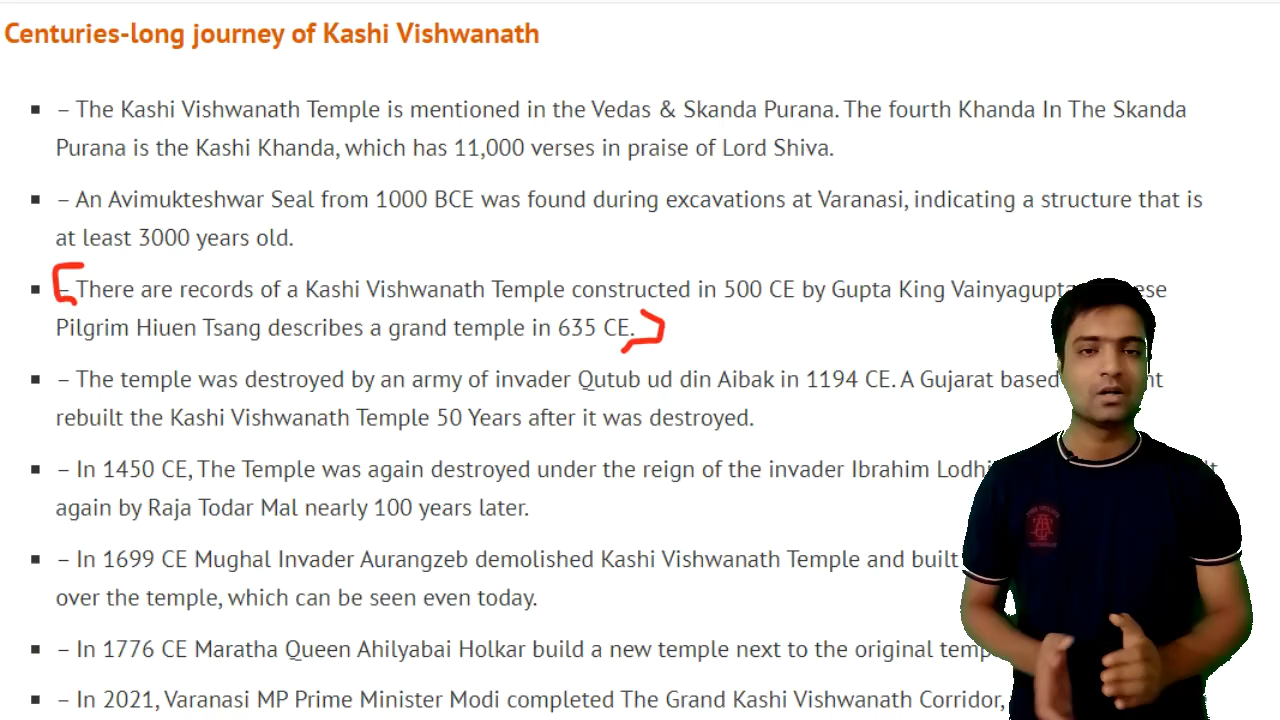 Centuries-long journey of Kashi Vishwanath
– The Kashi Vishwanath Temple is mentioned in the Vedas & Skanda Purana. The fourth Khanda In The Skanda
Purana is the Kashi Khanda, which has 11,000 verses in praise of Lord Shiva.
– An Avimukteshwar Seal from 1000 BCE was found during excavations at Varanasi, indicating a structure that is
at least 3000 years old.
– There are records of a Kashi Vishwanath Temple constructed in 500 CE by Gupta King Vainyagupta
Pilgrim Hiuen Tsang describes a grand temple in 635 CE.
– The temple was destroyed by an army of invader Qutub ud din Aibak in 1194 CE. A Gujarat based
rebuilt the Kashi Vishwanath Temple 50 Years after it was destroyed.
– In 1450 CE, The Temple was again destroyed under the reign of the invader Ibrahim Lodhi
again by Raja Todar Mal nearly 100 years later.
– In 1699 CE Mughal Invader Aurangzeb demolished Kashi Vishwanath Temple and built
over the temple, which can be seen even today.
– In 1776 CE Maratha Queen Ahilyabai Holkar build a new temple next to the original
– In 2021, Varanasi MP Prime Minister Modi completed The Grand Kashi Vishwanath Corridor,